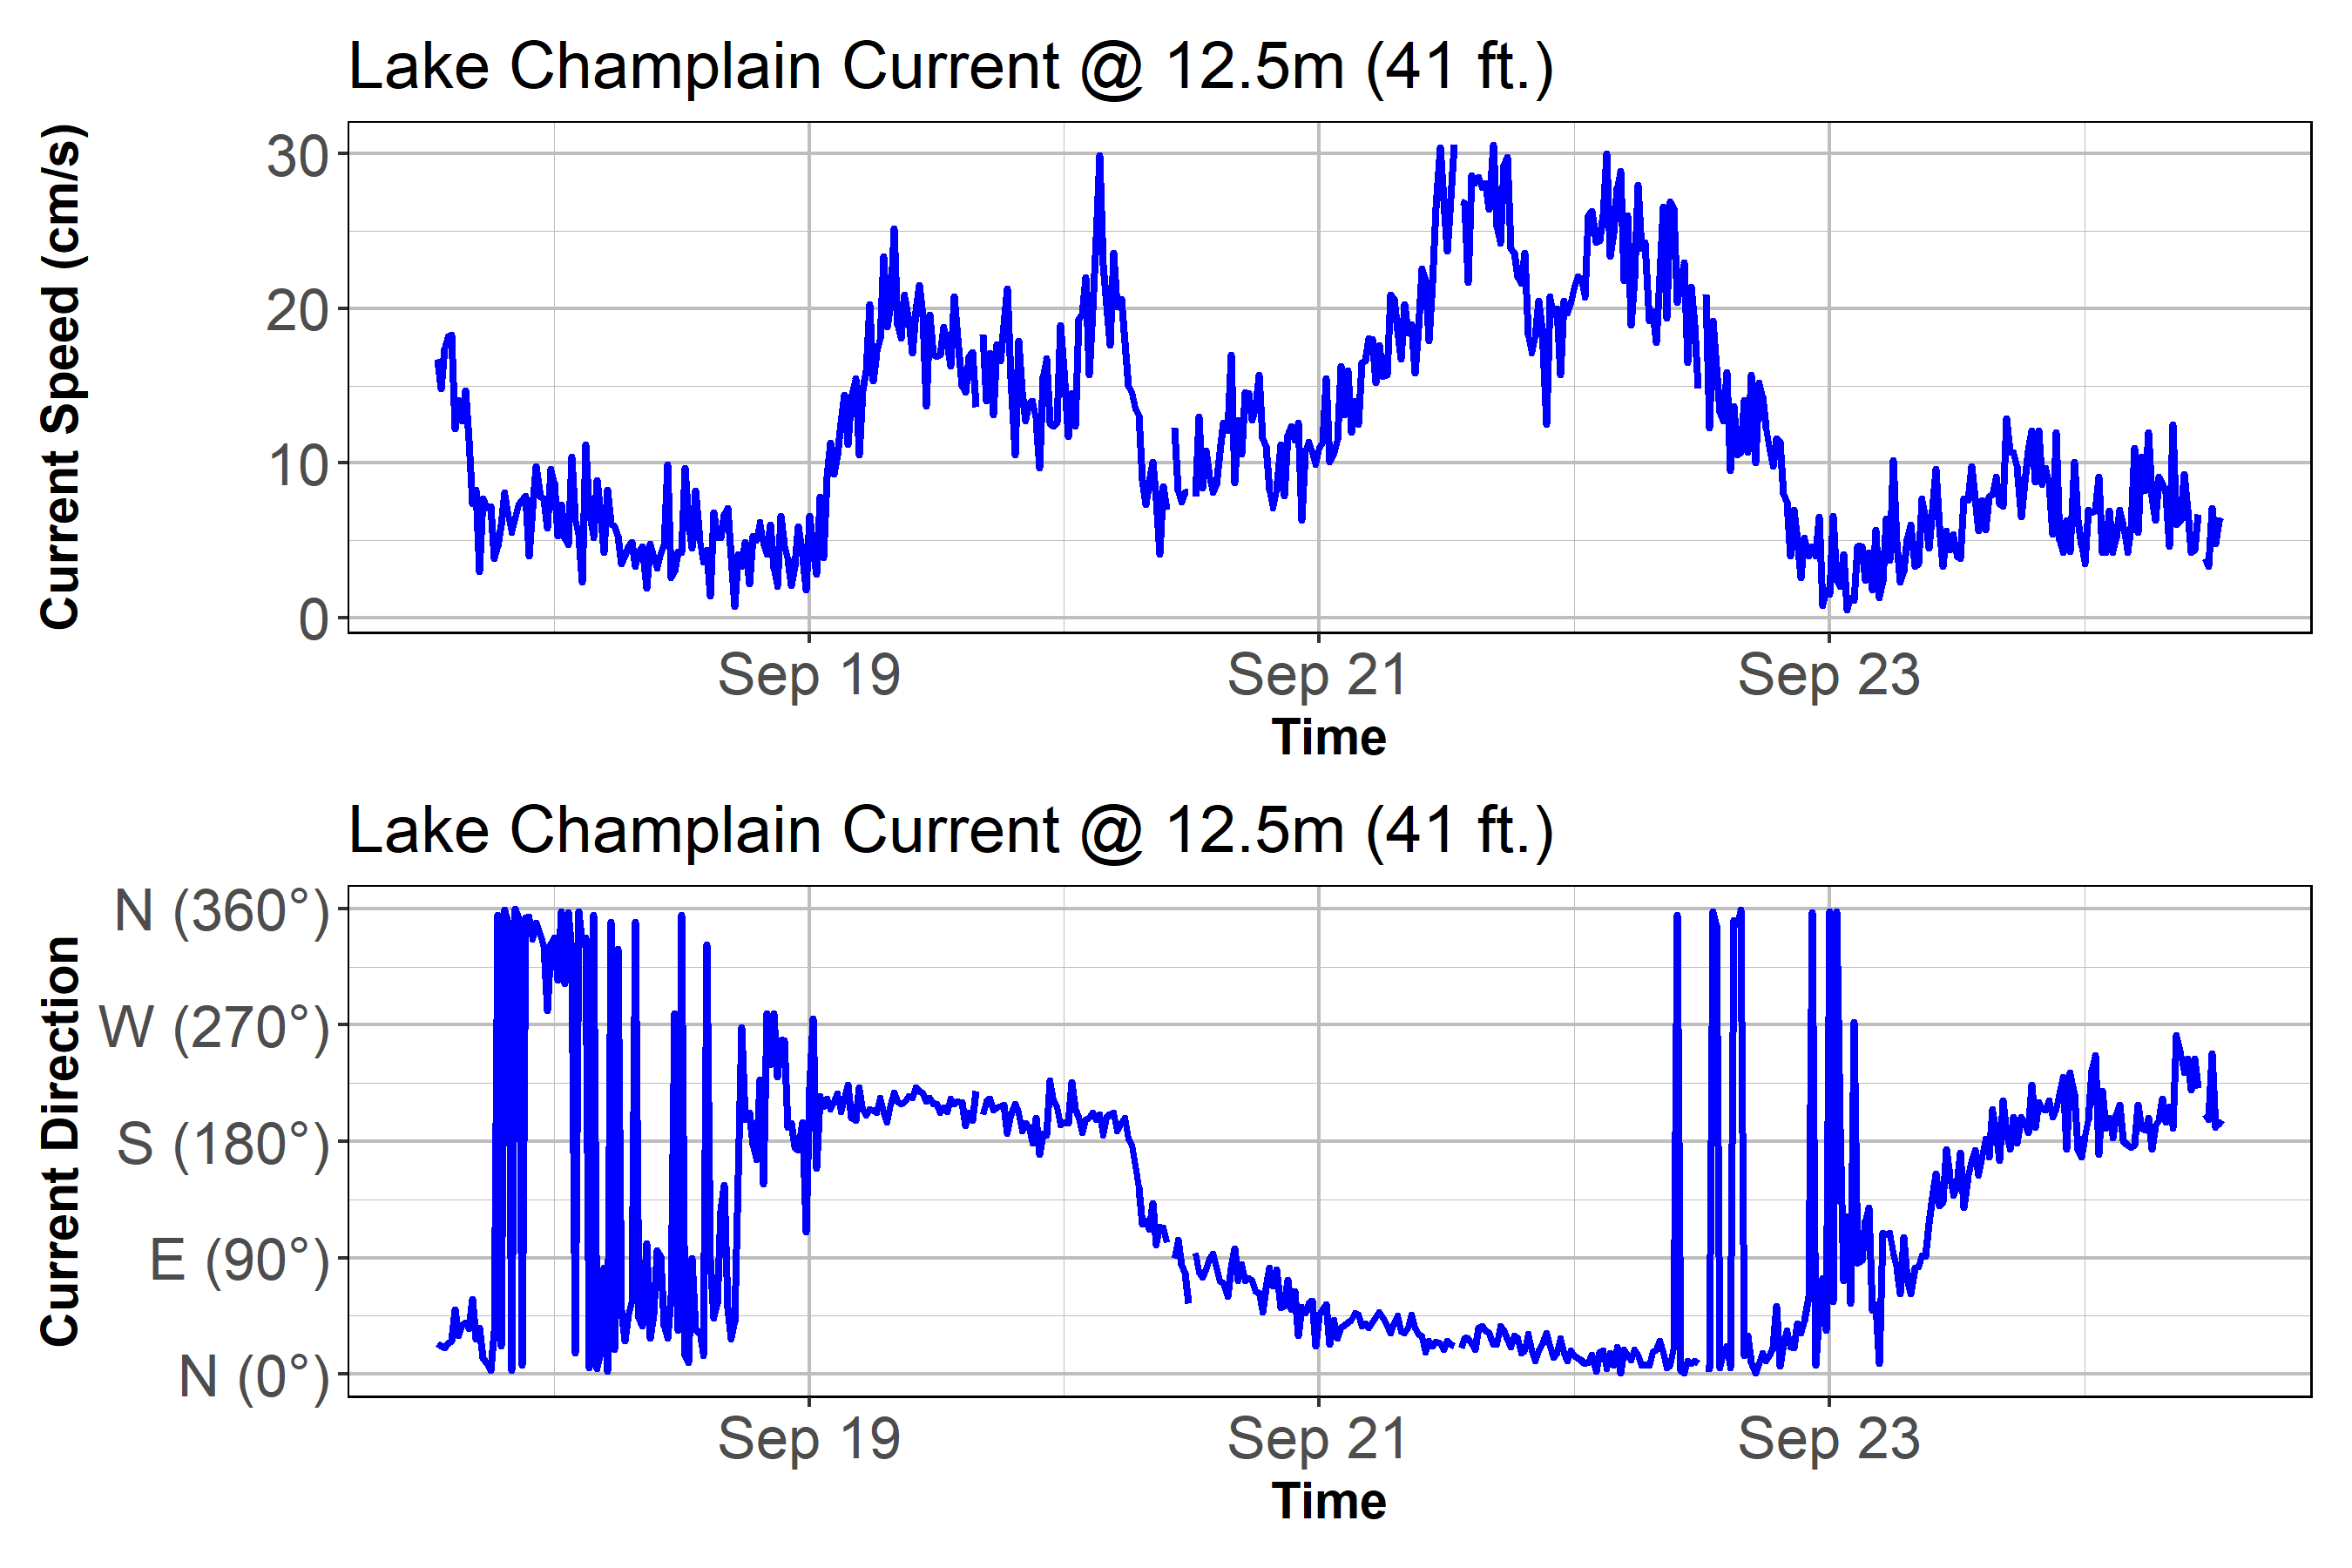 Lake Champlain Current @ 12.5m (41 ft.)
Current Speed (cm/s)
30
20
10
0
Sep 19 Sep 21 Sep 23
Time
Lake Champlain Current @ 12.5m (41 ft.)
Current Direction
N (360°)
W (270°)
S (180°)
E (90°)
N (0°)
Sep 19 Sep 21 Sep 23
Time